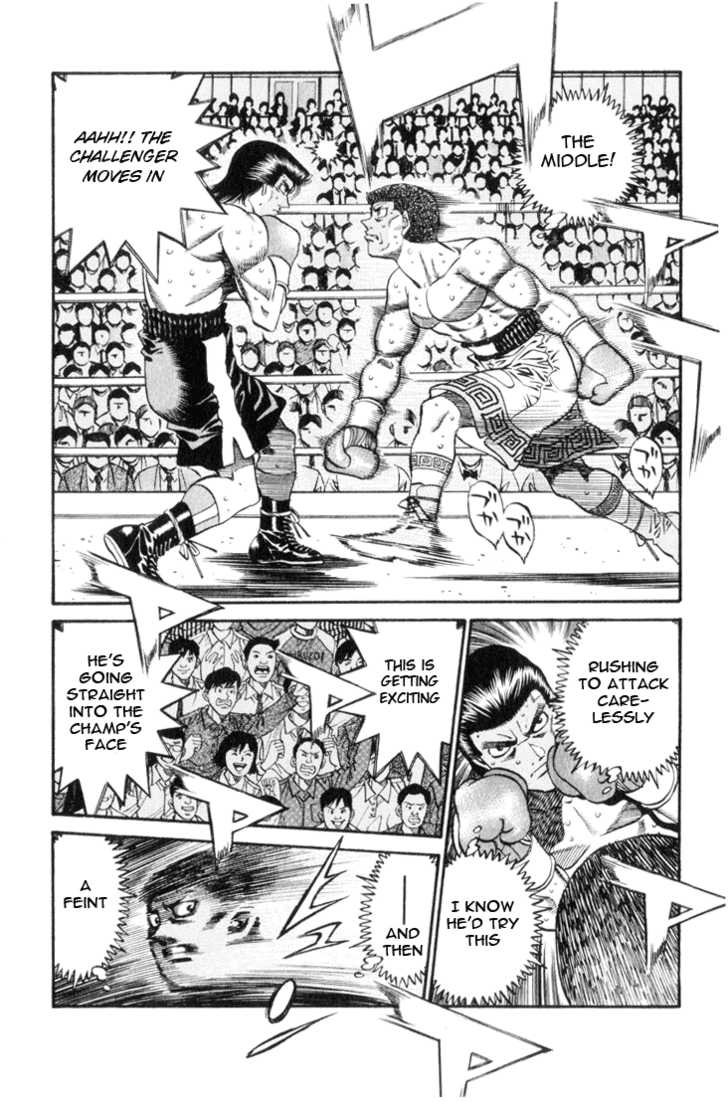 THE
MIDDLE!
AAHH!! THE
CHALLENGER
MOVES IN
RUSHING
TO ATTACK
CARE-
LESSLY
THIS IS
GETTING
EXCITING
HE'S
GOING
STRAIGHT
INTO THE
CHAMP'S
FACE
I KNOW
HE'D TRY
THIS
AND
THEN
A
FEINT